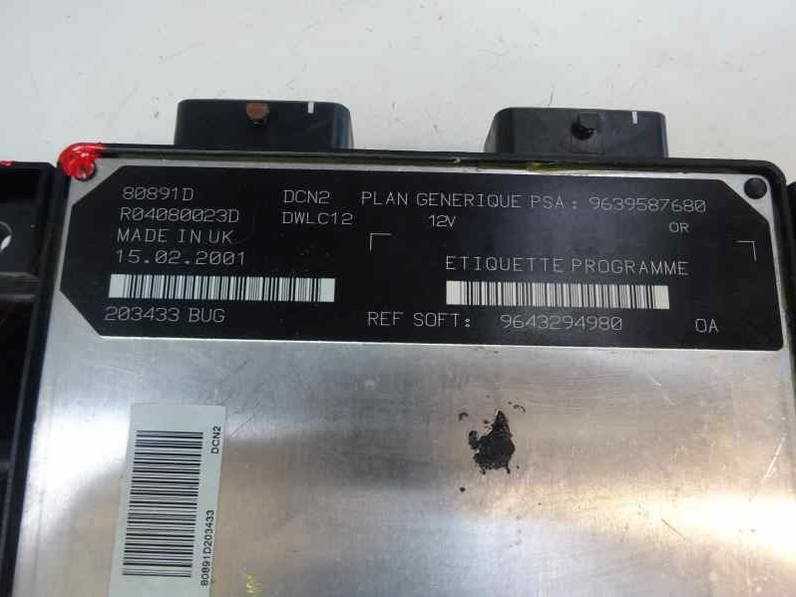 80891D DCN2 PLAN GENERIQUE PSA : 9639587680
R04080023D DWLC12 12V OR
MADE IN UK
15.02.2001 ETIQUETTE PROGRAMME
203433 BUG REF SOFT: 9643294980 0A
DCN2
80891D203433